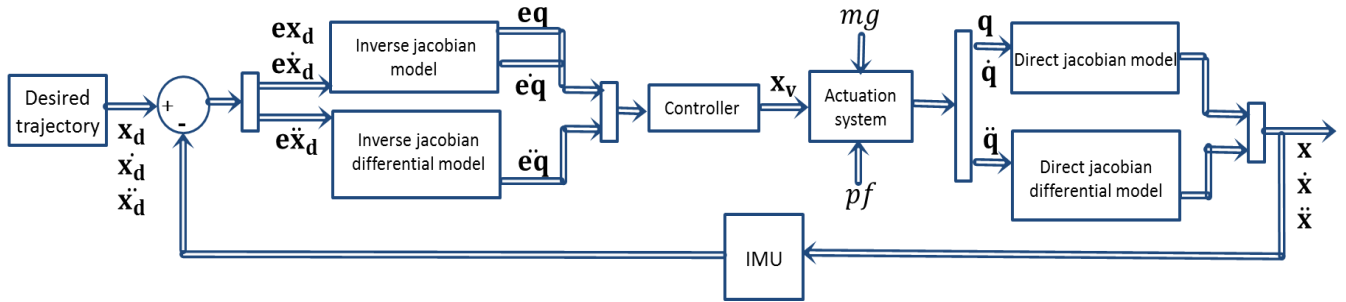 Desired
trajectory
x_d
ẋ_d
ẍ_d
+
-
ex_d
eẋ_d
eẍ_d
Inverse jacobian
model
Inverse jacobian
differential model
eq
eq̇
eq̈
Controller
x_v
mg
Actuation
system
pf
q
q̇
q̈
Direct jacobian model
Direct jacobian
differential model
x
ẋ
ẍ
IMU